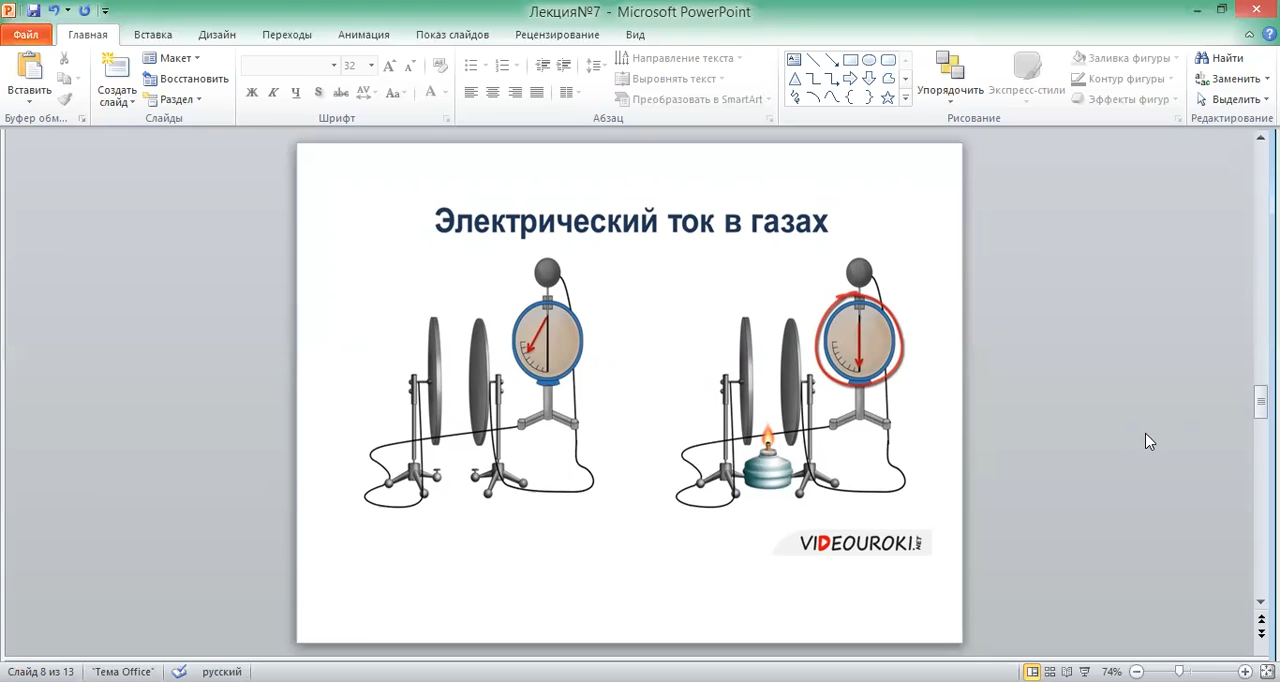 Лекция№7 - Microsoft PowerPoint
Файл Главная Вставка Дизайн Переходы Анимация Показ слайдов Рецензирование Вид
Вставить
Буфер обм...
Создать слайд
Макет
Восстановить
Раздел
Слайды
32
Ж К Ч S abc AV Aa А
Шрифт
Направление текста
Выровнять текст
Преобразовать в SmartArt
Абзац
Упорядочить
Экспресс-стили
Заливка фигуры
Контур фигуры
Эффекты фигур
Рисование
Найти
Заменить
Выделить
Редактирование
Электрический ток в газах
VIDEOUROKI.NET
Слайд 8 из 13 "Тема Office" русский 74%